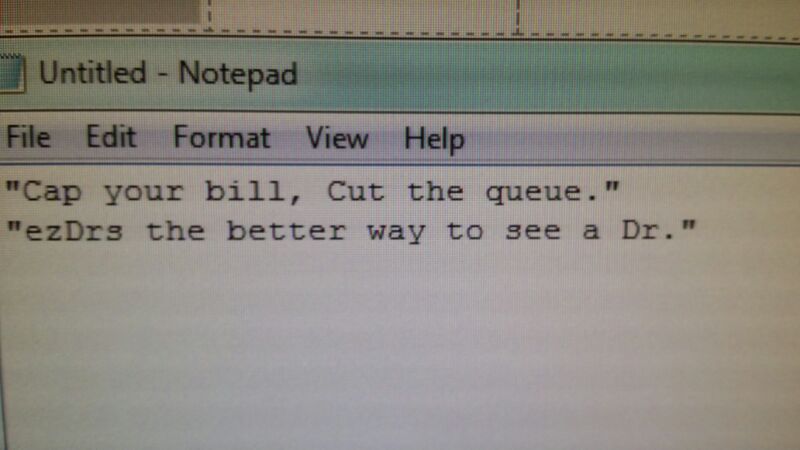 Untitled - Notepad
File Edit Format View Help
"Cap your bill, Cut the queue."
"ezDrs the better way to see a Dr."